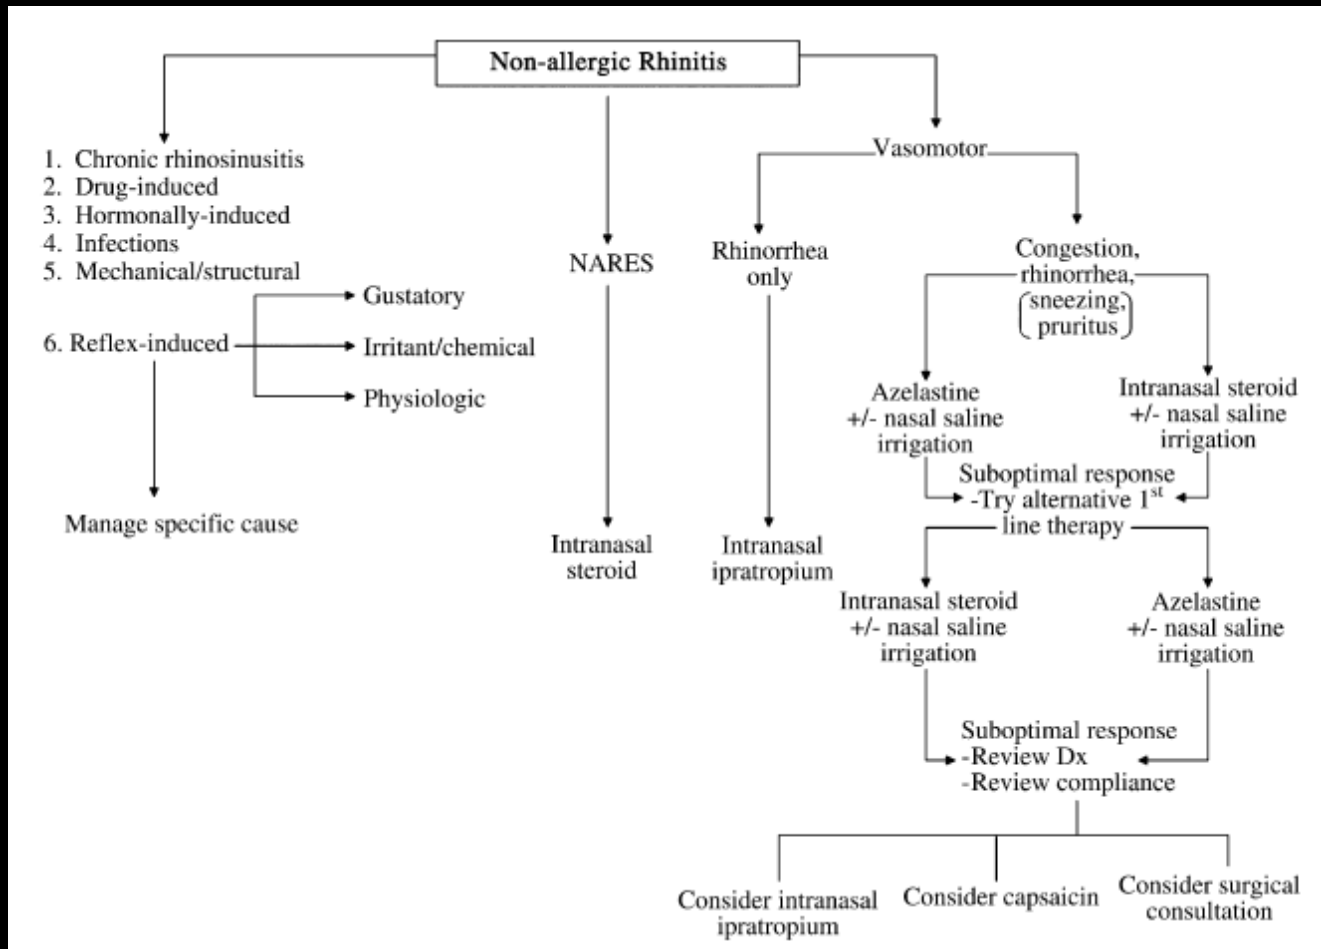 Non-allergic Rhinitis
1. Chronic rhinosinusitis
2. Drug-induced
3. Hormonally-induced
4. Infections
5. Mechanical/structural
6. Reflex-induced
Gustatory
Irritant/chemical
Physiologic
Manage specific cause
NARES
Intranasal
steroid
Vasomotor
Rhinorrhea
only
Intranasal
ipratropium
Congestion,
rhinorrhea,
(sneezing,
pruritus)
Azelastine
+/- nasal saline
irrigation
Intranasal steroid
+/- nasal saline
irrigation
Suboptimal response
-Try alternative 1st
line therapy
Intranasal steroid
+/- nasal saline
irrigation
Azelastine
+/- nasal saline
irrigation
Suboptimal response
-Review Dx
-Review compliance
Consider intranasal
ipratropium
Consider capsaicin
Consider surgical
consultation